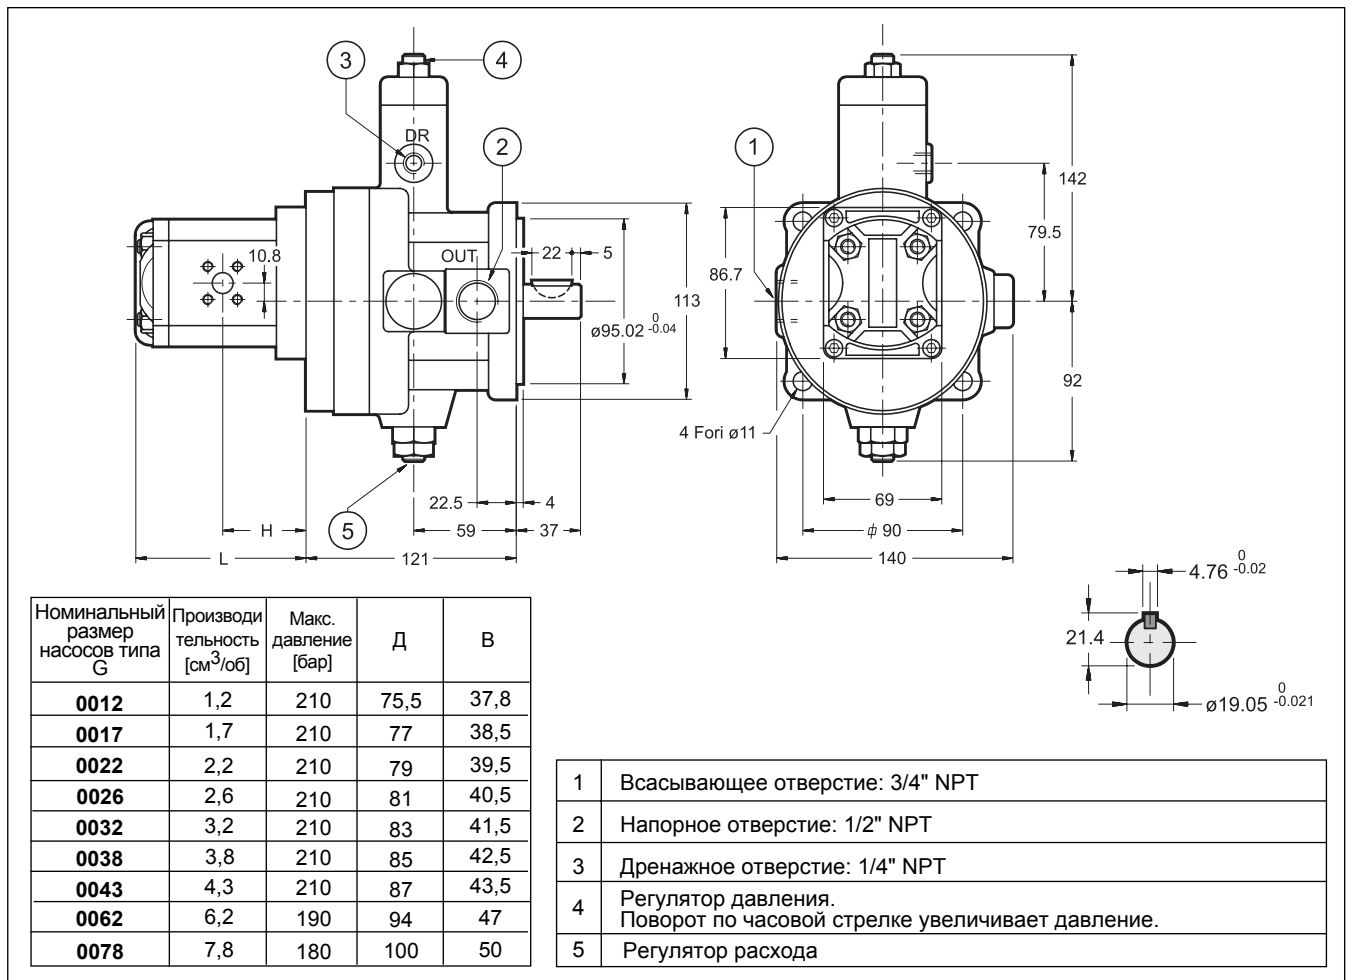 3
4
DR
2
OUT
10.8
22
5
113
ø95.02 0 -0.04
22.5
4
H
5
59
37
L
121
1
142
79.5
86.7
92
4 Fori ø11
69
⌀ 90
140
4.76 0 -0.02
21.4
ø19.05 0 -0.021
Номинальный размер насосов типа G
Производи тельность [см3/об]
Макс. давление [бар]
Д
В
0012 1,2 210 75,5 37,8
0017 1,7 210 77 38,5
0022 2,2 210 79 39,5
0026 2,6 210 81 40,5
0032 3,2 210 83 41,5
0038 3,8 210 85 42,5
0043 4,3 210 87 43,5
0062 6,2 190 94 47
0078 7,8 180 100 50
1 Всасывающее отверстие: 3/4" NPT
2 Напорное отверстие: 1/2" NPT
3 Дренажное отверстие: 1/4" NPT
4 Регулятор давления.
Поворот по часовой стрелке увеличивает давление.
5 Регулятор расхода